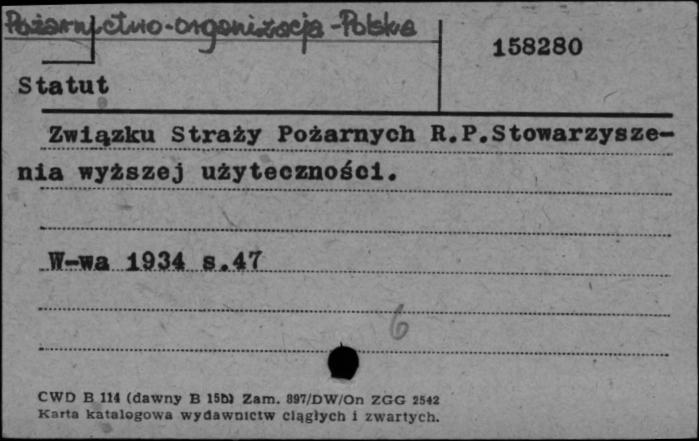 Pożarnictwo-organizacja-Polska
158280
Statut
Związku Straży Pożarnych R.P.Stowarzysze-
nia wyższej użyteczności.
W-wa 1934 s.47
6
CWD B 114 (dawny B 15b) Zam. 897/DW/On ZGG 2542
Karta katalogowa wydawnictw ciągłych i zwartych.